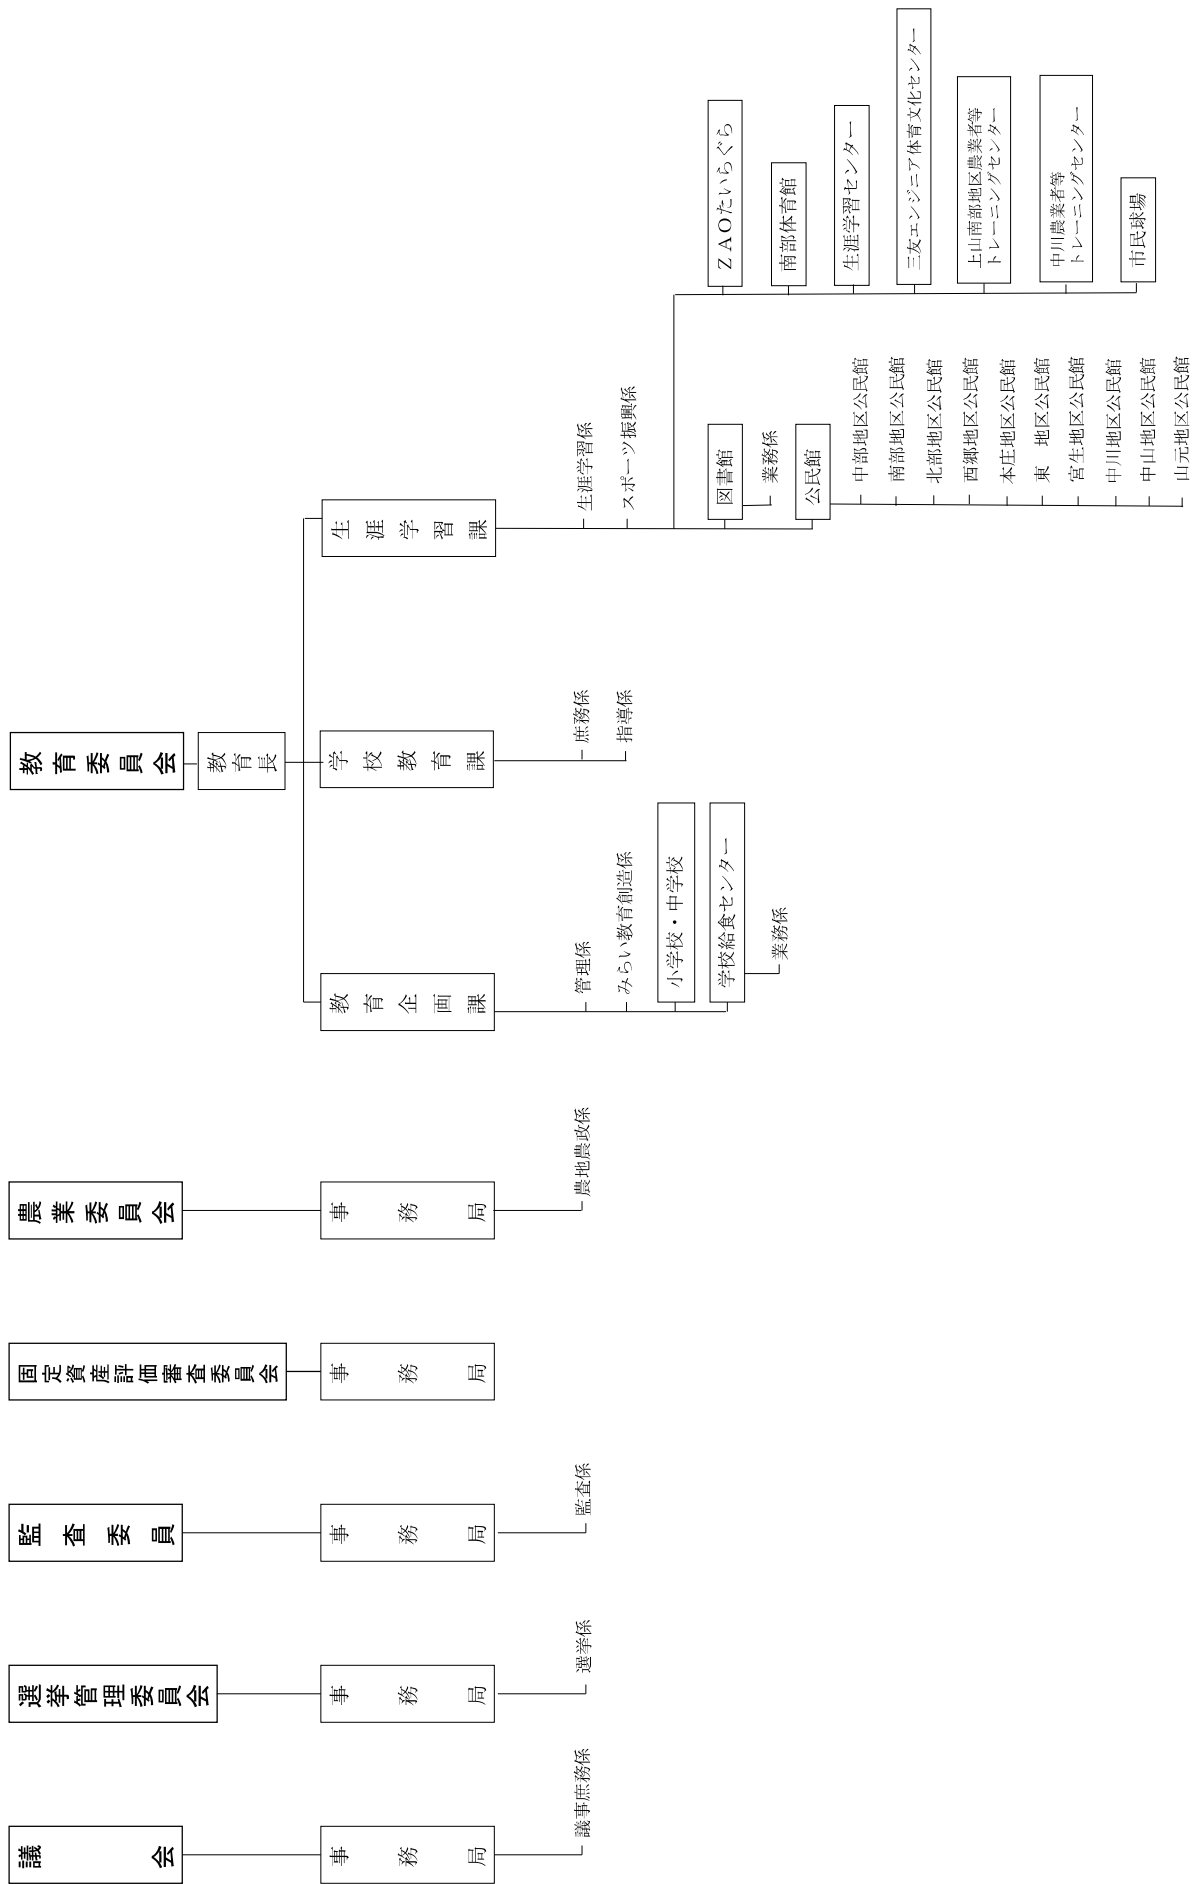 議会
事務局
議事庶務係
選挙管理委員会
事務局
選挙係
監査委員
事務局
監査係
固定資産評価審査委員会
事務局
農業委員会
事務局
農地農政係
教育委員会
教育長
教育企画課
管理係
みらい教育創造係
小学校・中学校
学校給食センター
業務係
学校教育課
庶務係
指導係
生涯学習課
生涯学習係
スポーツ振興係
図書館
業務係
公民館
中部地区公民館
南部地区公民館
北部地区公民館
西郷地区公民館
本庄地区公民館
東　地区公民館
宮生地区公民館
中川地区公民館
中山地区公民館
山元地区公民館
ＺＡＯたいらぐら
南部体育館
生涯学習センター
三友エンジニア体育文化センター
上山南部地区農業者等
トレーニングセンター
中川農業者等
トレーニングセンター
市民球場